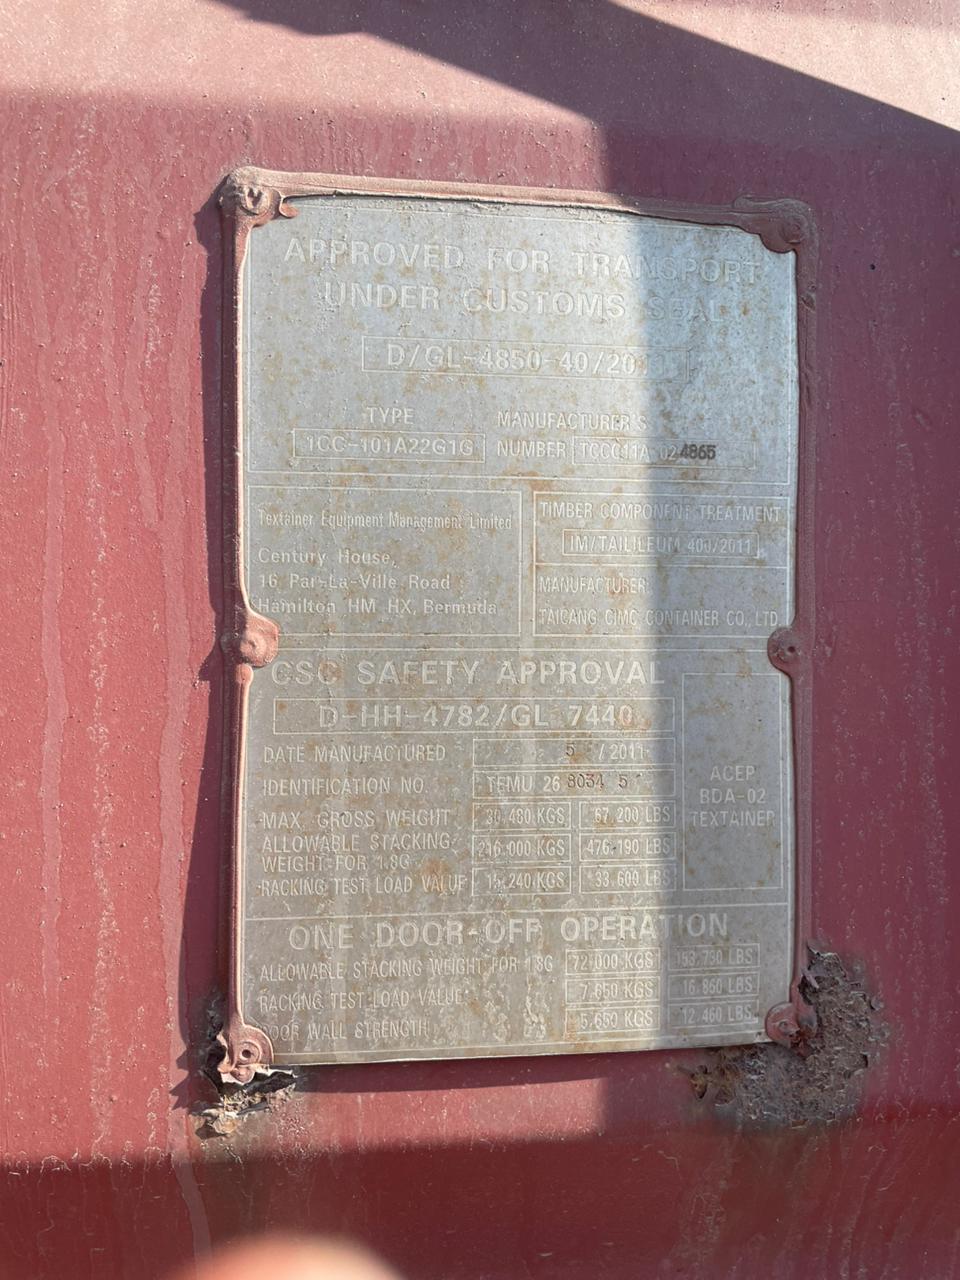 APPROVED FOR TRANSPORT
UNDER CUSTOMS SEAL
D/GL-4850-40/20
TYPE
1CC-101A22G1G
MANUFACTURER'S
NUMBER TCCC11A 024865
Textainer Equipment Management Limited
Century House,
16 Par-La-Ville Road
Hamilton HM HX, Bermuda
TIMBER COMPONENT TREATMENT
IM/TAILILEUM 400/2011
MANUFACTURER:
TAICANG CIMC CONTAINER CO., LTD
CSC SAFETY APPROVAL
D-HH-4782/GL 7440
DATE MANUFACTURED 5 / 2011
IDENTIFICATION NO. TEMU 26 8034 5
MAX. GROSS WEIGHT 30 480 KGS 67 200 LBS
ALLOWABLE STACKING
WEIGHT FOR 1.8G 216 000 KGS 476 190 LBS
RACKING TEST LOAD VALUE 15 240 KGS 33 600 LBS
ACEP
BDA-02
TEXTAINER
ONE DOOR-OFF OPERATION
ALLOWABLE STACKING WEIGHT FOR 1.8G 72 000 KGS 158 730 LBS
RACKING TEST LOAD VALUE 7 650 KGS 16 860 LBS
DOOR WALL STRENGTH 5 650 KGS 12 460 LBS